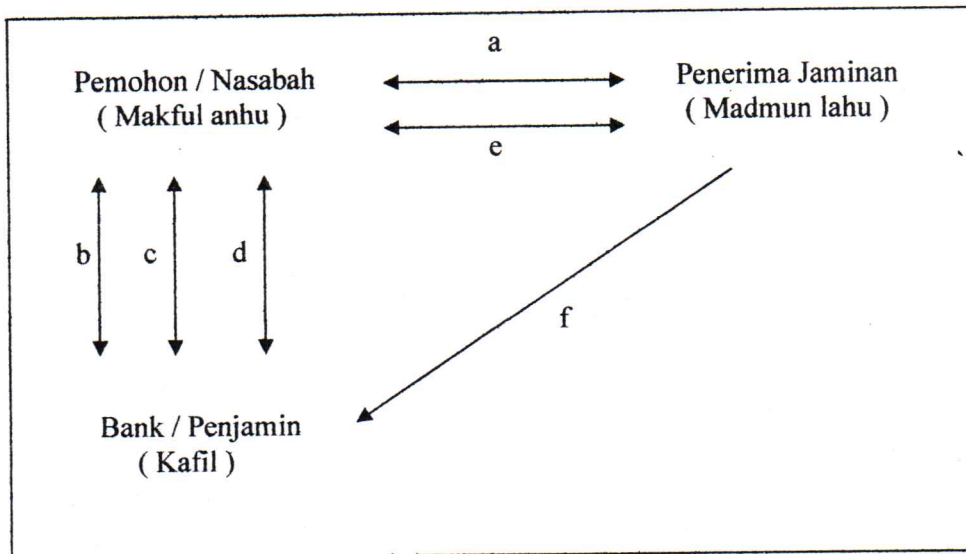 a
Pemohon / Nasabah
( Makful anhu )
Penerima Jaminan
( Madmun lahu )
e
b
c
d
f
Bank / Penjamin
( Kafil )